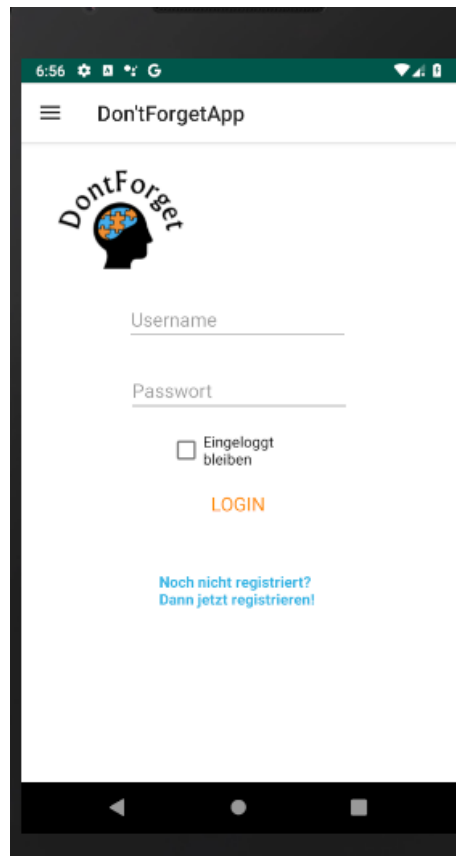 6:56
Don'tForgetApp
DontForget
Username
Passwort
Eingeloggt
bleiben
LOGIN
Noch nicht registriert?
Dann jetzt registrieren!